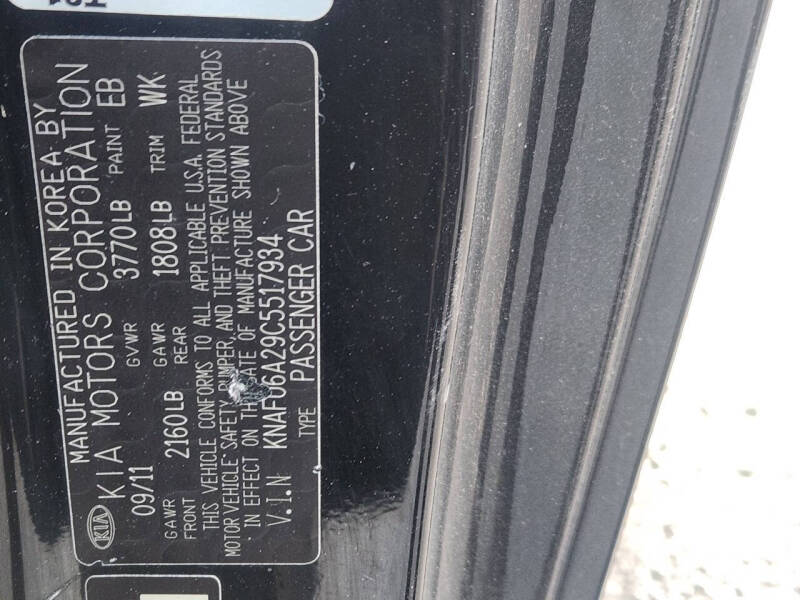 MANUFACTURED IN KOREA BY
KIA KIA MOTORS CORPORATION
09/11 GVWR 3770LB PAINT EB
GAWR FRONT 2160LB GAWR REAR 1808LB TRIM WK
THIS VEHICLE CONFORMS TO ALL APPLICABLE U.S.A. FEDERAL
MOTOR VEHICLE SAFETY, BUMPER, AND THEFT PREVENTION STANDARDS
IN EFFECT ON THE DATE OF MANUFACTURE SHOWN ABOVE
V.I.N KNAFU6A29C5517934
TYPE PASSENGER CAR